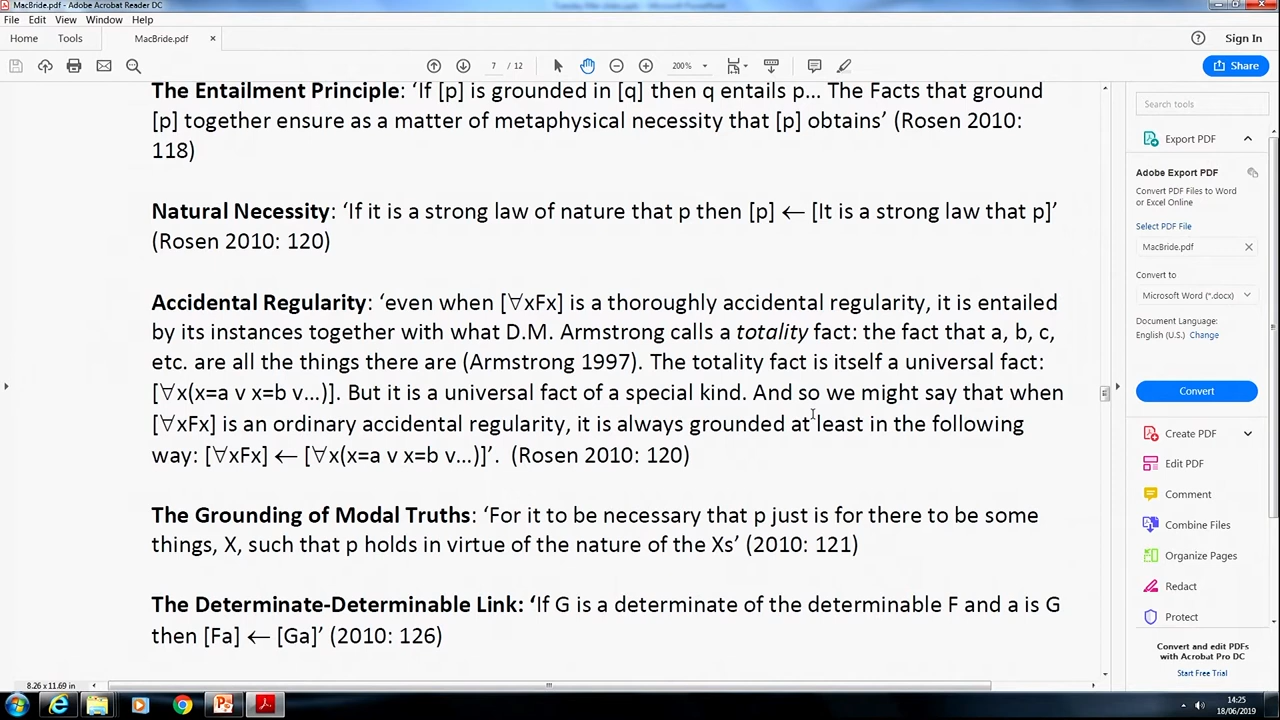 MacBride.pdf - Adobe Acrobat Reader DC
File Edit View Window Help
Home Tools MacBride.pdf × Sign In
7 / 12 200% Share
The Entailment Principle: ‘If [p] is grounded in [q] then q entails p... The Facts that ground
[p] together ensure as a matter of metaphysical necessity that [p] obtains’ (Rosen 2010:
118)
Natural Necessity: ‘If it is a strong law of nature that p then [p] ← [It is a strong law that p]’
(Rosen 2010: 120)
Accidental Regularity: ‘even when [∀xFx] is a thoroughly accidental regularity, it is entailed
by its instances together with what D.M. Armstrong calls a totality fact: the fact that a, b, c,
etc. are all the things there are (Armstrong 1997). The totality fact is itself a universal fact:
[∀x(x=a v x=b v...)]. But it is a universal fact of a special kind. And so we might say that when
[∀xFx] is an ordinary accidental regularity, it is always grounded at least in the following
way: [∀xFx] ← [∀x(x=a v x=b v...)]’. (Rosen 2010: 120)
The Grounding of Modal Truths: ‘For it to be necessary that p just is for there to be some
things, X, such that p holds in virtue of the nature of the Xs’ (2010: 121)
The Determinate-Determinable Link: ‘If G is a determinate of the determinable F and a is G
then [Fa] ← [Ga]’ (2010: 126)
8.26 x 11.69 in
Search tools
Export PDF
Adobe Export PDF
Convert PDF Files to Word
or Excel Online
Select PDF File
MacBride.pdf ×
Convert to
Microsoft Word (*.docx)
Document Language:
English (U.S.) Change
Convert
Create PDF
Edit PDF
Comment
Combine Files
Organize Pages
Redact
Protect
Convert and edit PDFs
with Acrobat Pro DC
Start Free Trial
14:25
18/06/2019